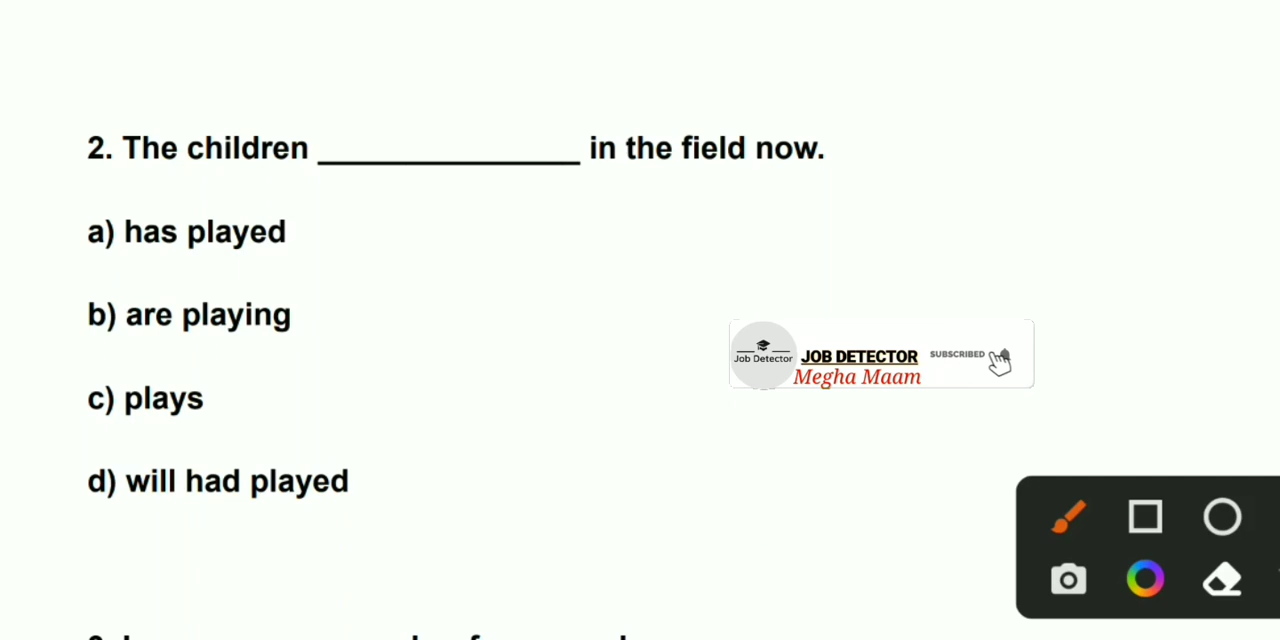 2. The children ______________ in the field now.
a) has played
b) are playing
Job Detector
JOB DETECTOR
SUBSCRIBED
Megha Maam
c) plays
d) will had played